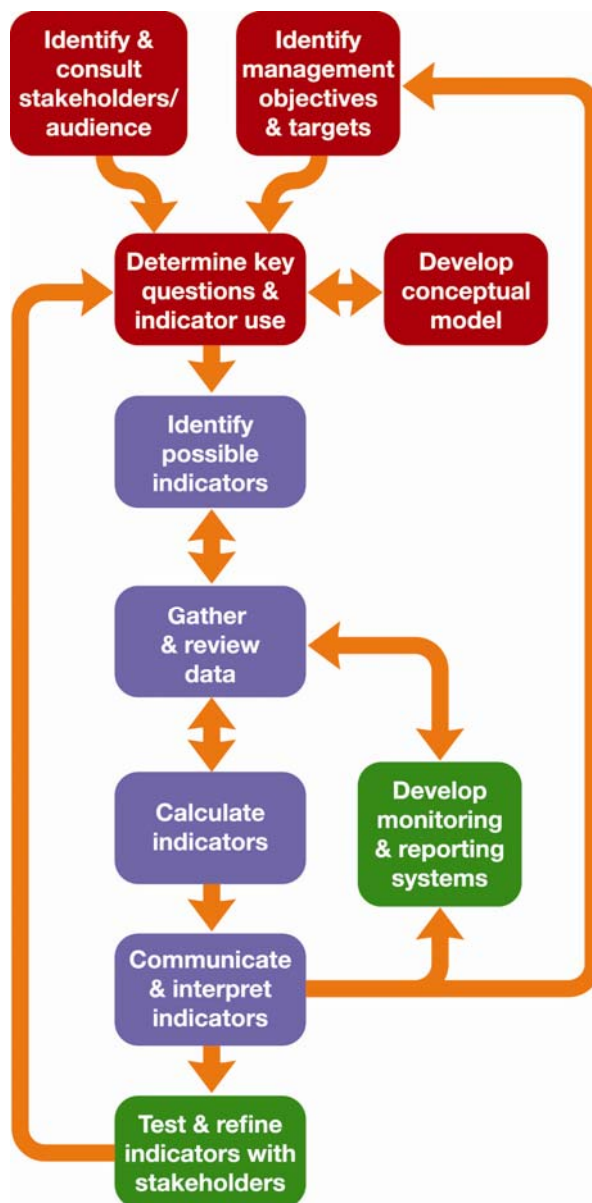 Identify &
consult
stakeholders/
audience
Identify
management
objectives
& targets
Determine key
questions &
indicator use
Develop
conceptual
model
Identify
possible
indicators
Gather
& review
data
Calculate
indicators
Develop
monitoring
& reporting
systems
Communicate
& interpret
indicators
Test & refine
indicators with
stakeholders